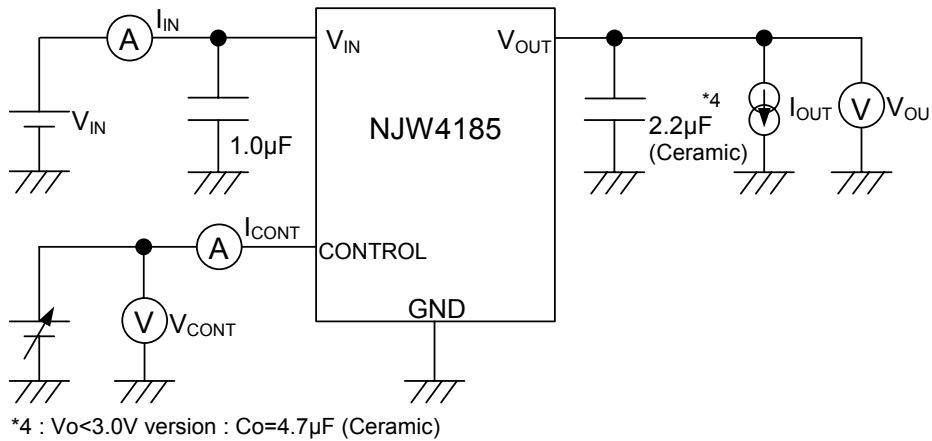 A I_IN
V_IN V_OUT
V_IN
1.0µF
NJW4185
*4
2.2µF
(Ceramic)
I_OUT
V V_OU
A I_CONT
CONTROL
V V_CONT
GND
*4 : Vo<3.0V version : Co=4.7µF (Ceramic)